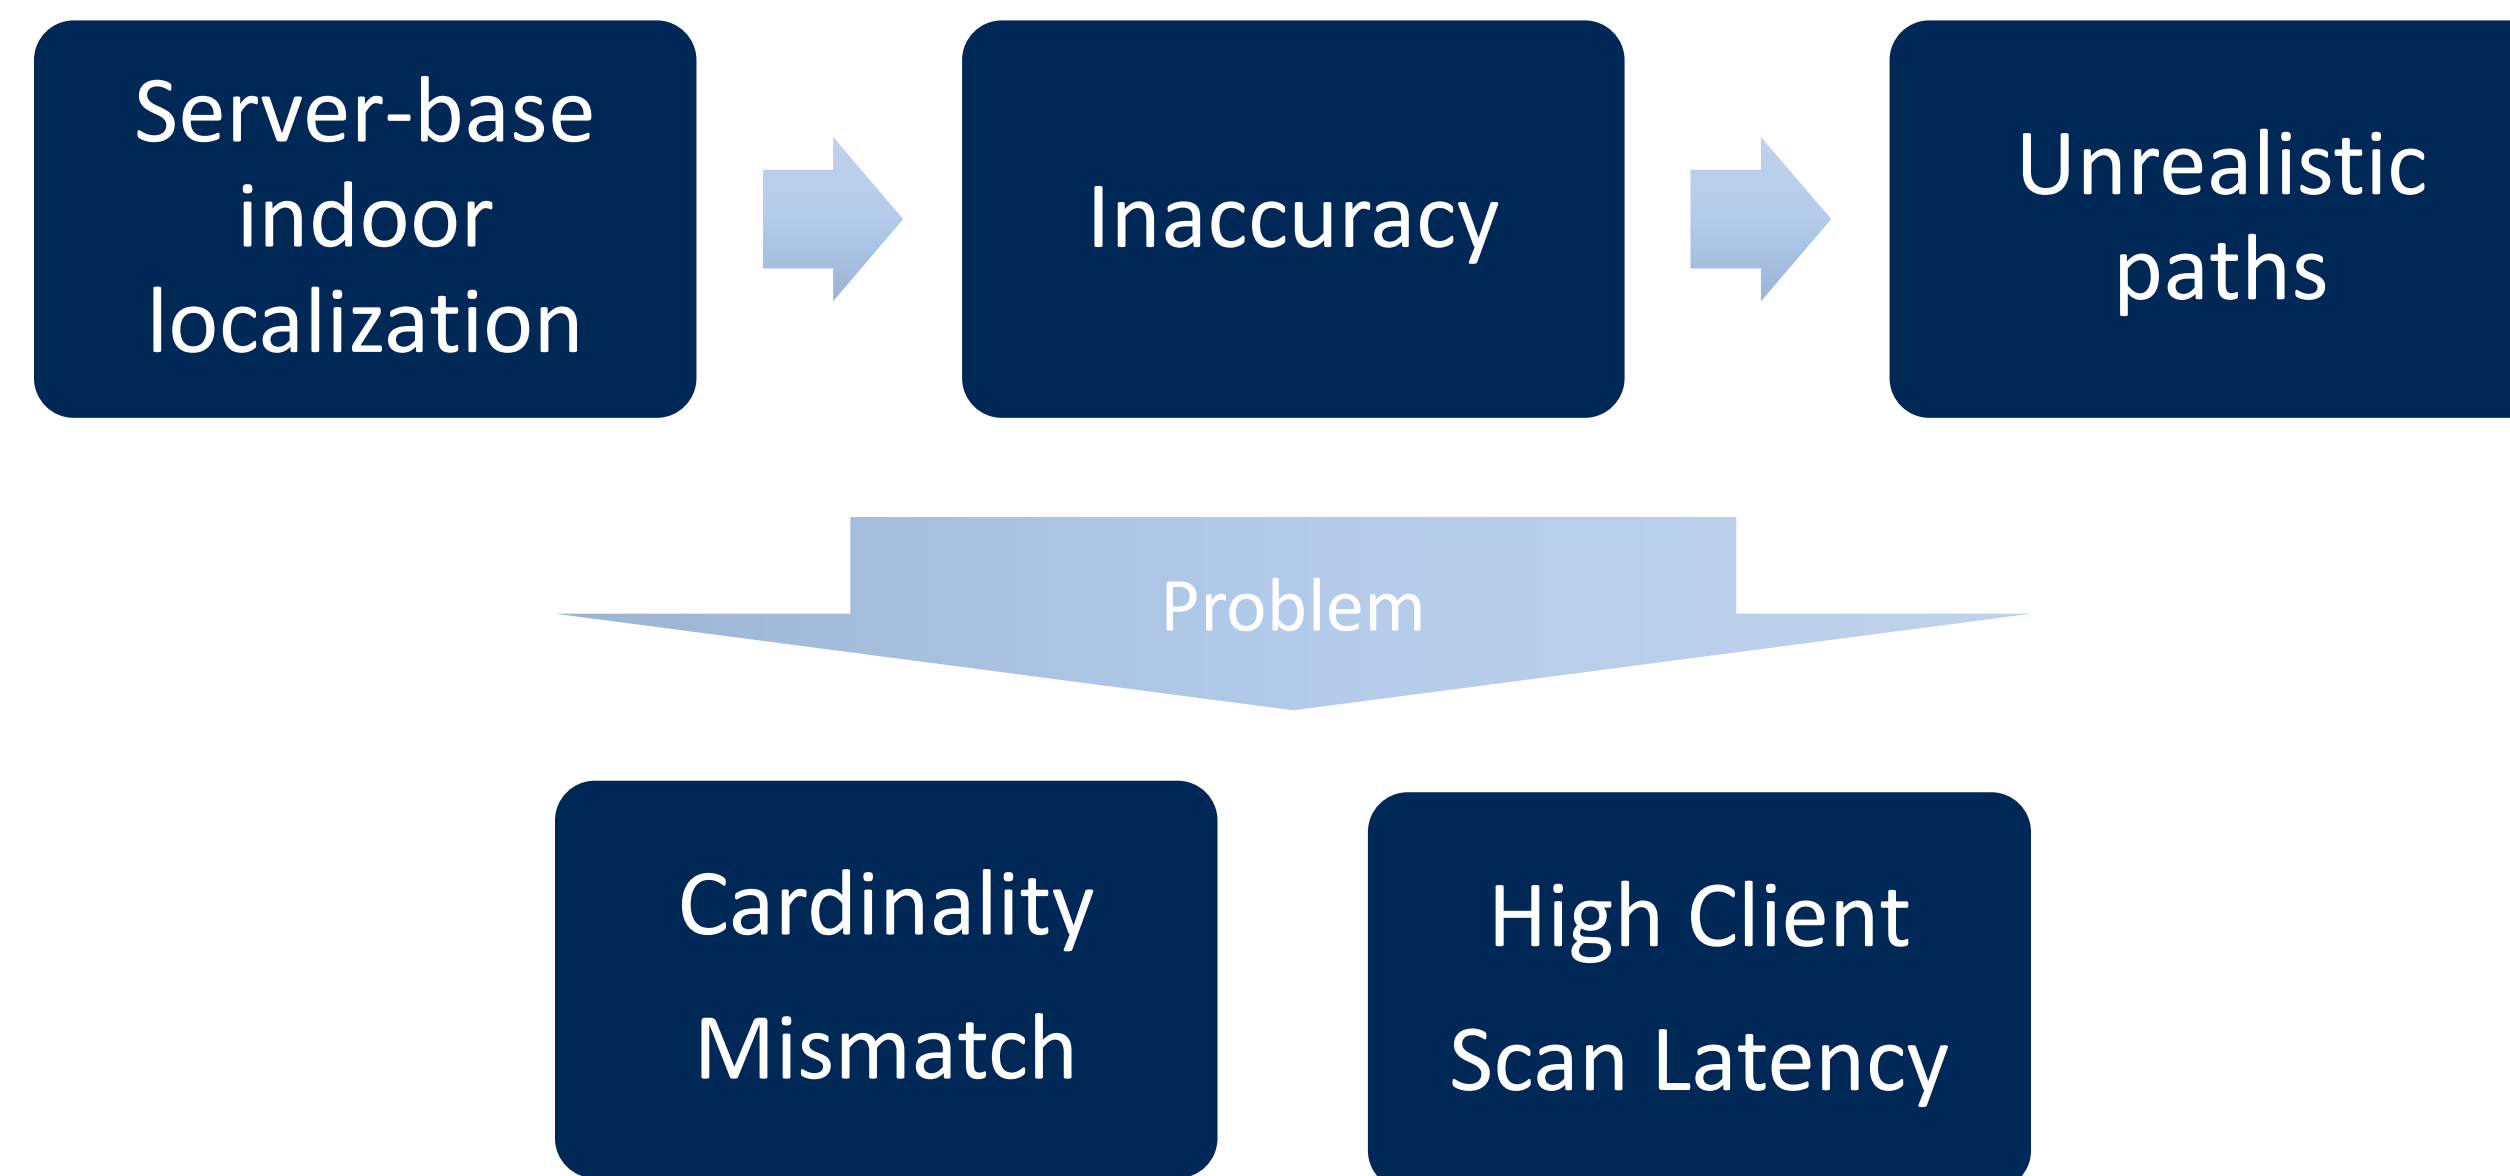 Server-base
indoor
localization
Inaccuracy
Unrealistic
paths
Problem
Cardinality
Mismatch
High Client
Scan Latency